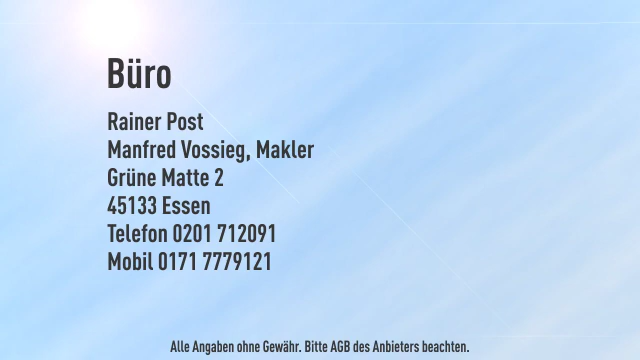 Büro
Rainer Post
Manfred Vossieg, Makler
Grüne Matte 2
45133 Essen
Telefon 0201 712091
Mobil 0171 7779121
Alle Angaben ohne Gewähr. Bitte AGB des Anbieters beachten.